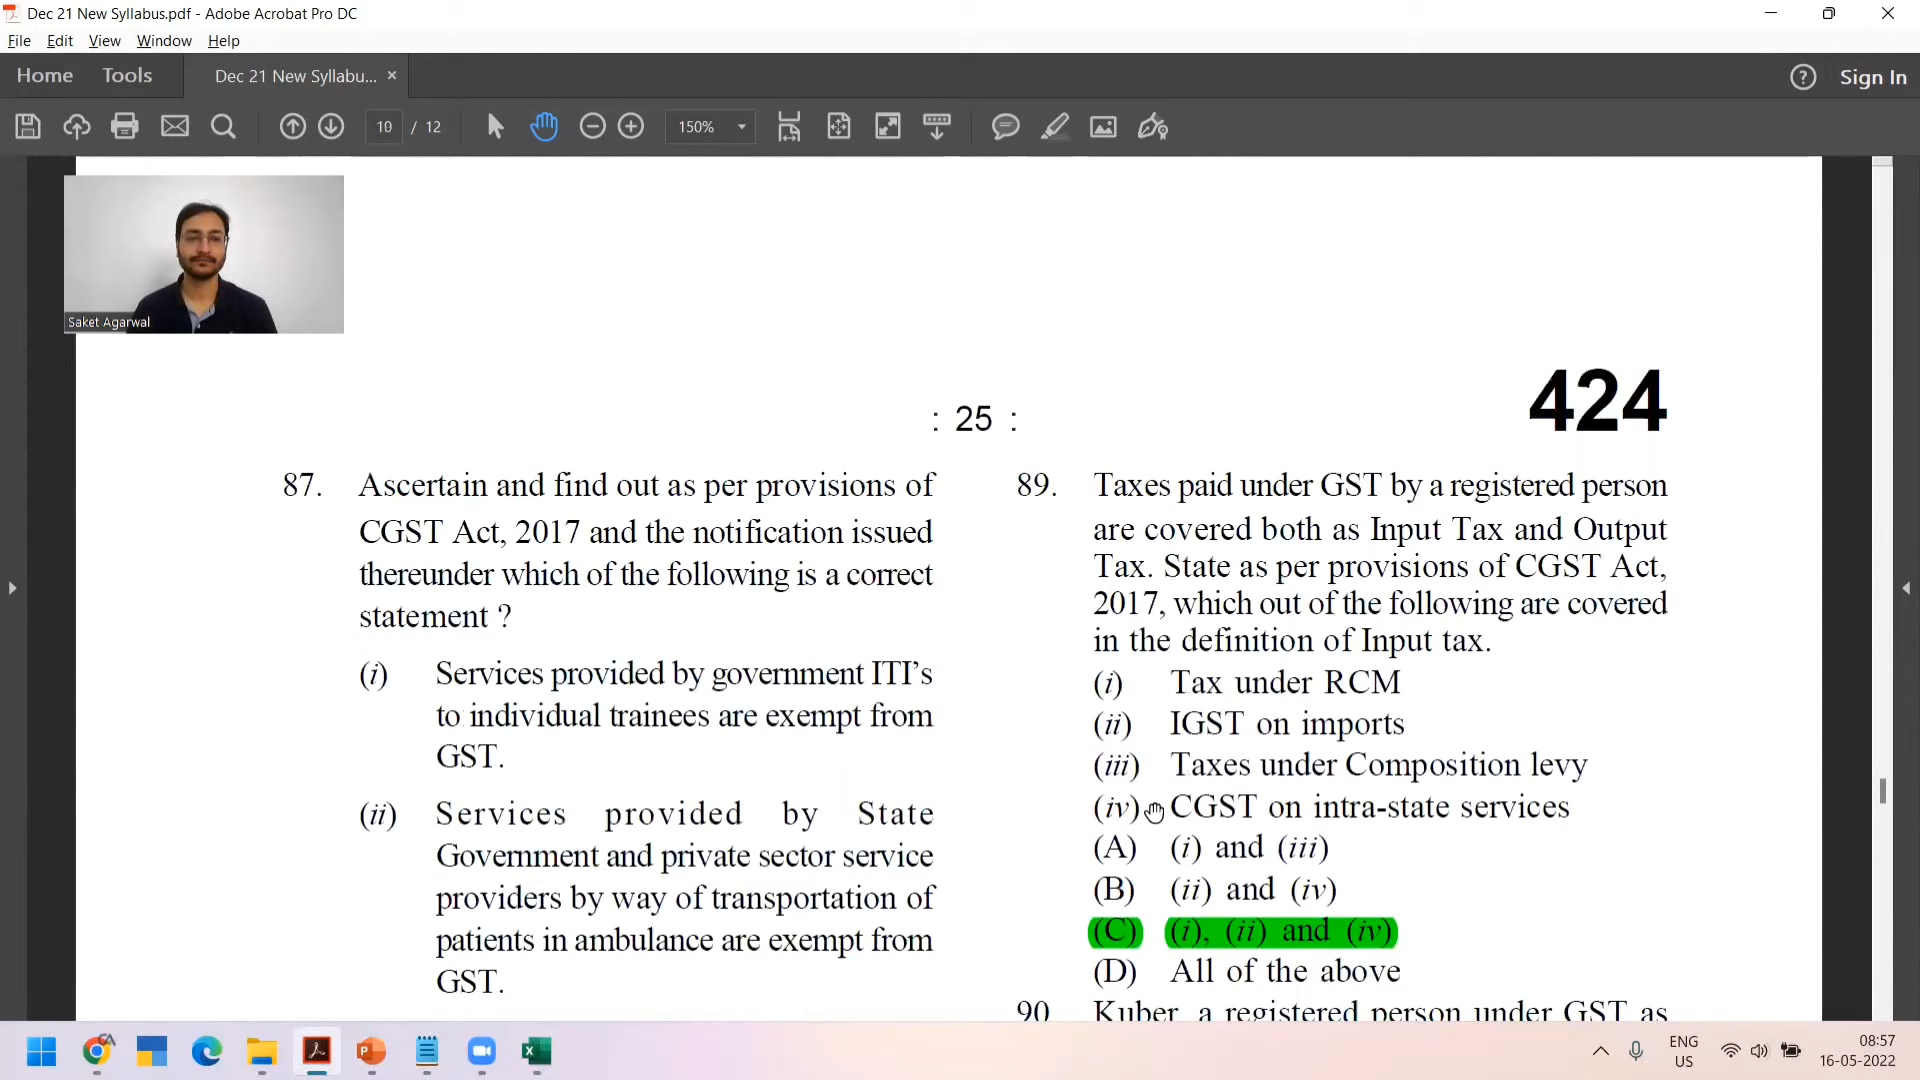 Dec 21 New Syllabus.pdf - Adobe Acrobat Pro DC
File Edit View Window Help
Home Tools Dec 21 New Syllabu... × Sign In
10 / 12 150%
Saket Agarwal
424
: 25 :
87. Ascertain and find out as per provisions of
CGST Act, 2017 and the notification issued
thereunder which of the following is a correct
statement ?
(i) Services provided by government ITI's
to individual trainees are exempt from
GST.
(ii) Services provided by State
Government and private sector service
providers by way of transportation of
patients in ambulance are exempt from
GST.
89. Taxes paid under GST by a registered person
are covered both as Input Tax and Output
Tax. State as per provisions of CGST Act,
2017, which out of the following are covered
in the definition of Input tax.
(i) Tax under RCM
(ii) IGST on imports
(iii) Taxes under Composition levy
(iv) CGST on intra-state services
(A) (i) and (iii)
(B) (ii) and (iv)
(C) (i), (ii) and (iv)
(D) All of the above
90. Kuber, a registered person under GST as
ENG
US
08:57
16-05-2022